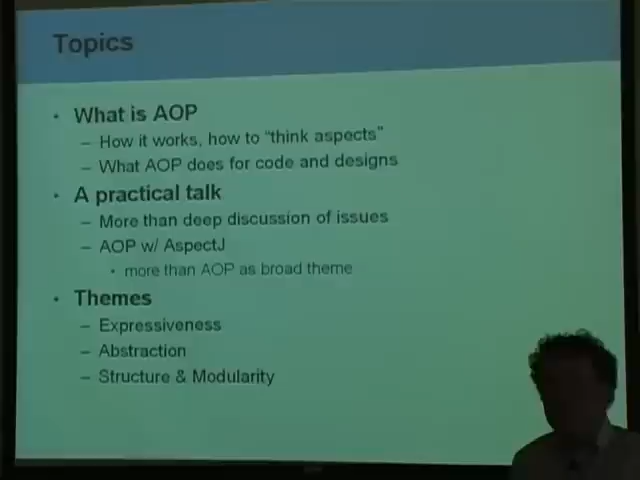 Topics
• What is AOP
– How it works, how to “think aspects”
– What AOP does for code and designs
• A practical talk
– More than deep discussion of issues
– AOP w/ AspectJ
• more than AOP as broad theme
• Themes
– Expressiveness
– Abstraction
– Structure & Modularity